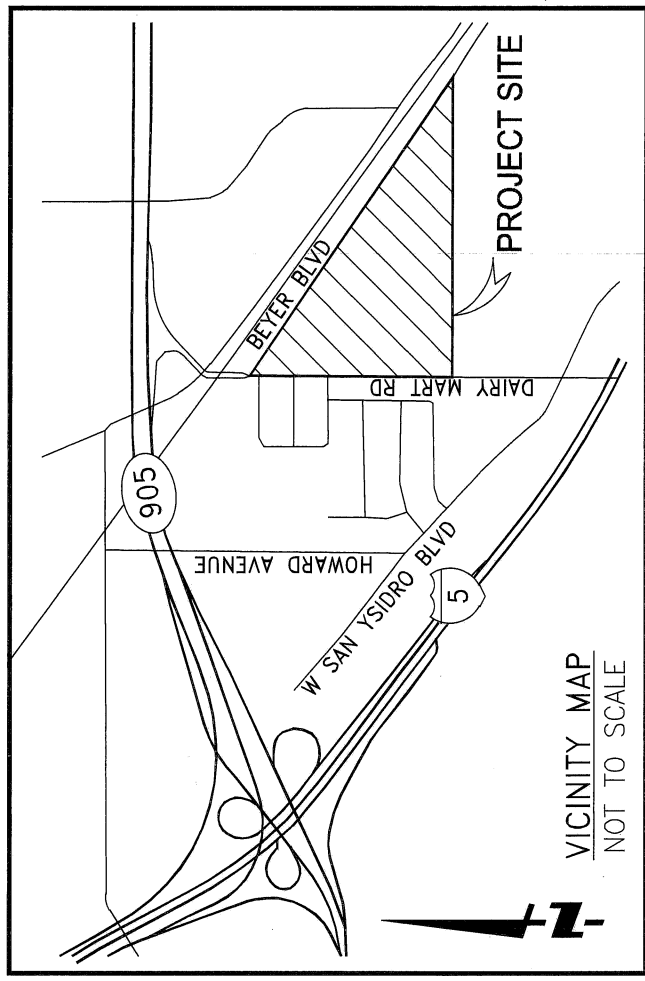 905
BEYER BLVD
PROJECT SITE
DAIRY MART RD
HOWARD AVENUE
W SAN YSIDRO BLVD
5
VICINITY MAP
NOT TO SCALE
N